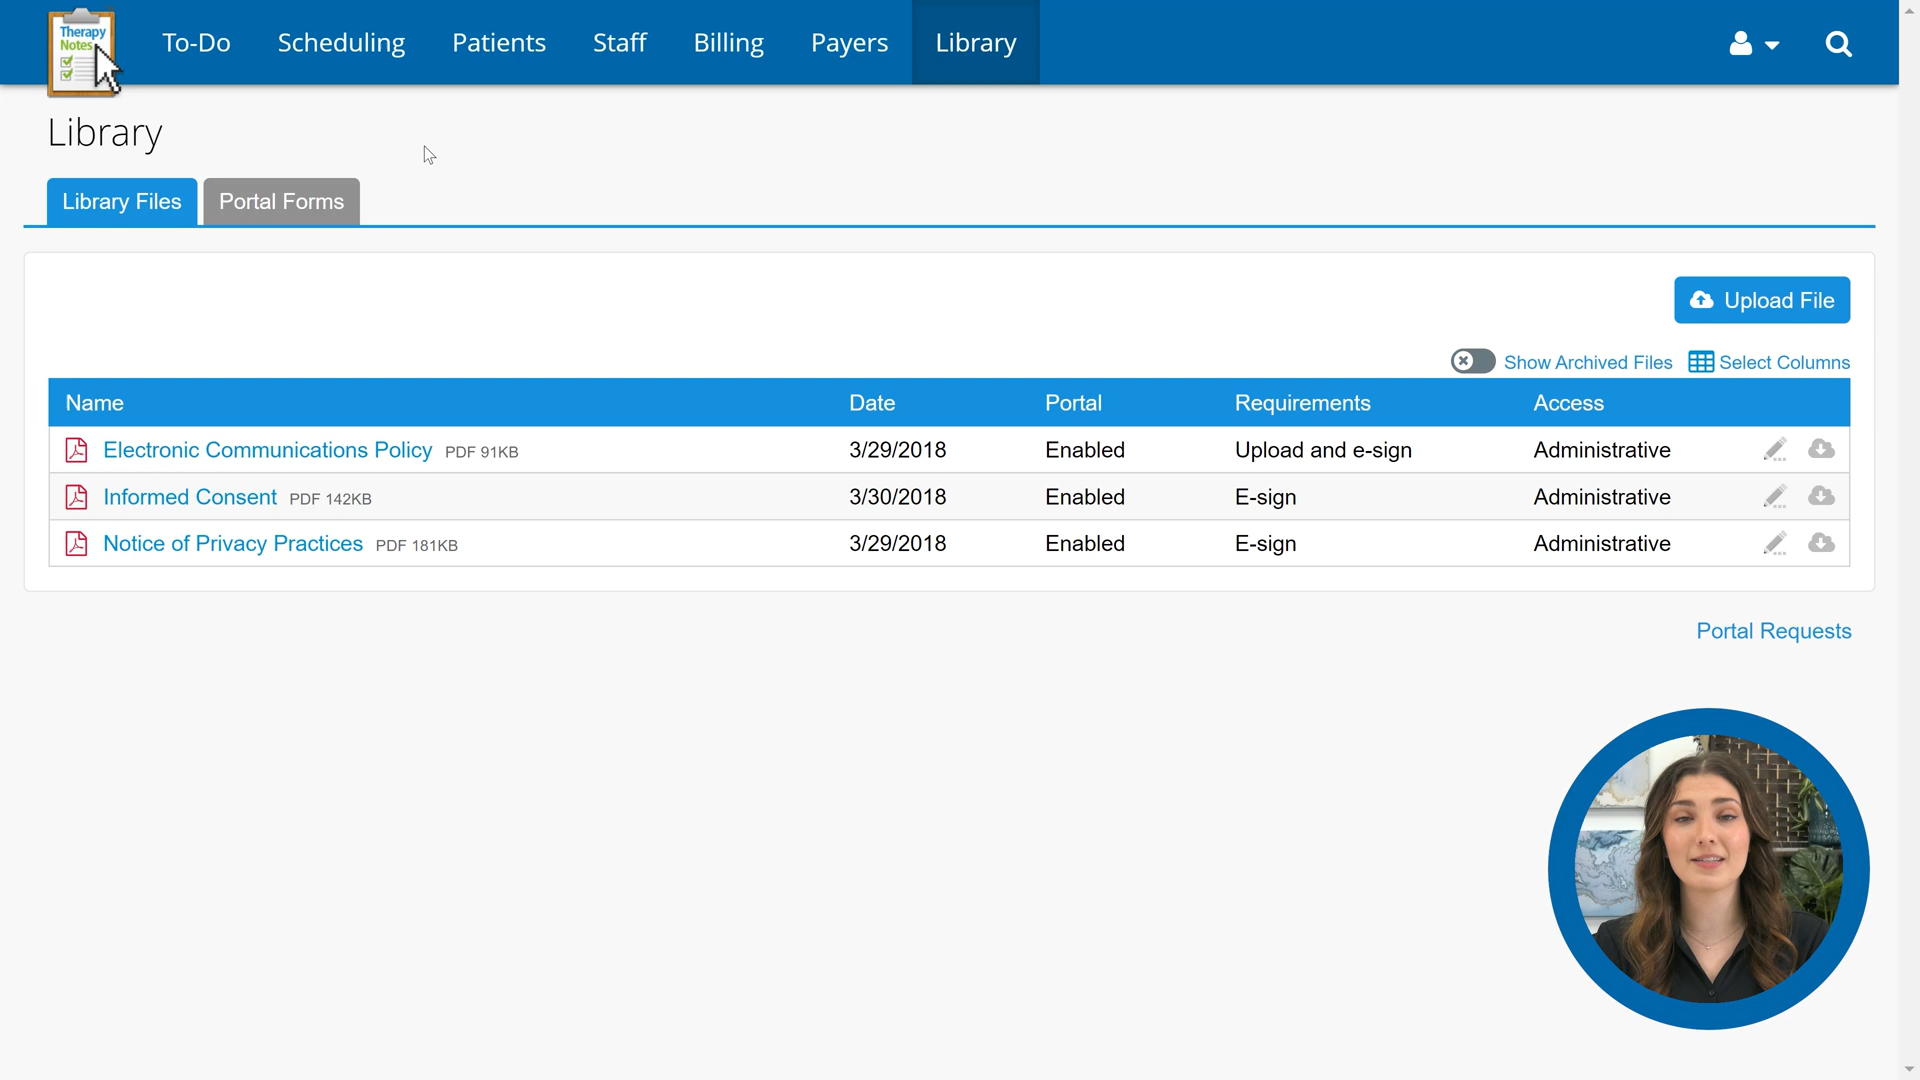 Therapy
Notes
To-Do Scheduling Patients Staff Billing Payers Library
Library
Library Files Portal Forms
Upload File
Show Archived Files Select Columns
Name Date Portal Requirements Access
Electronic Communications Policy PDF 91KB 3/29/2018 Enabled Upload and e-sign Administrative
Informed Consent PDF 142KB 3/30/2018 Enabled E-sign Administrative
Notice of Privacy Practices PDF 181KB 3/29/2018 Enabled E-sign Administrative
Portal Requests